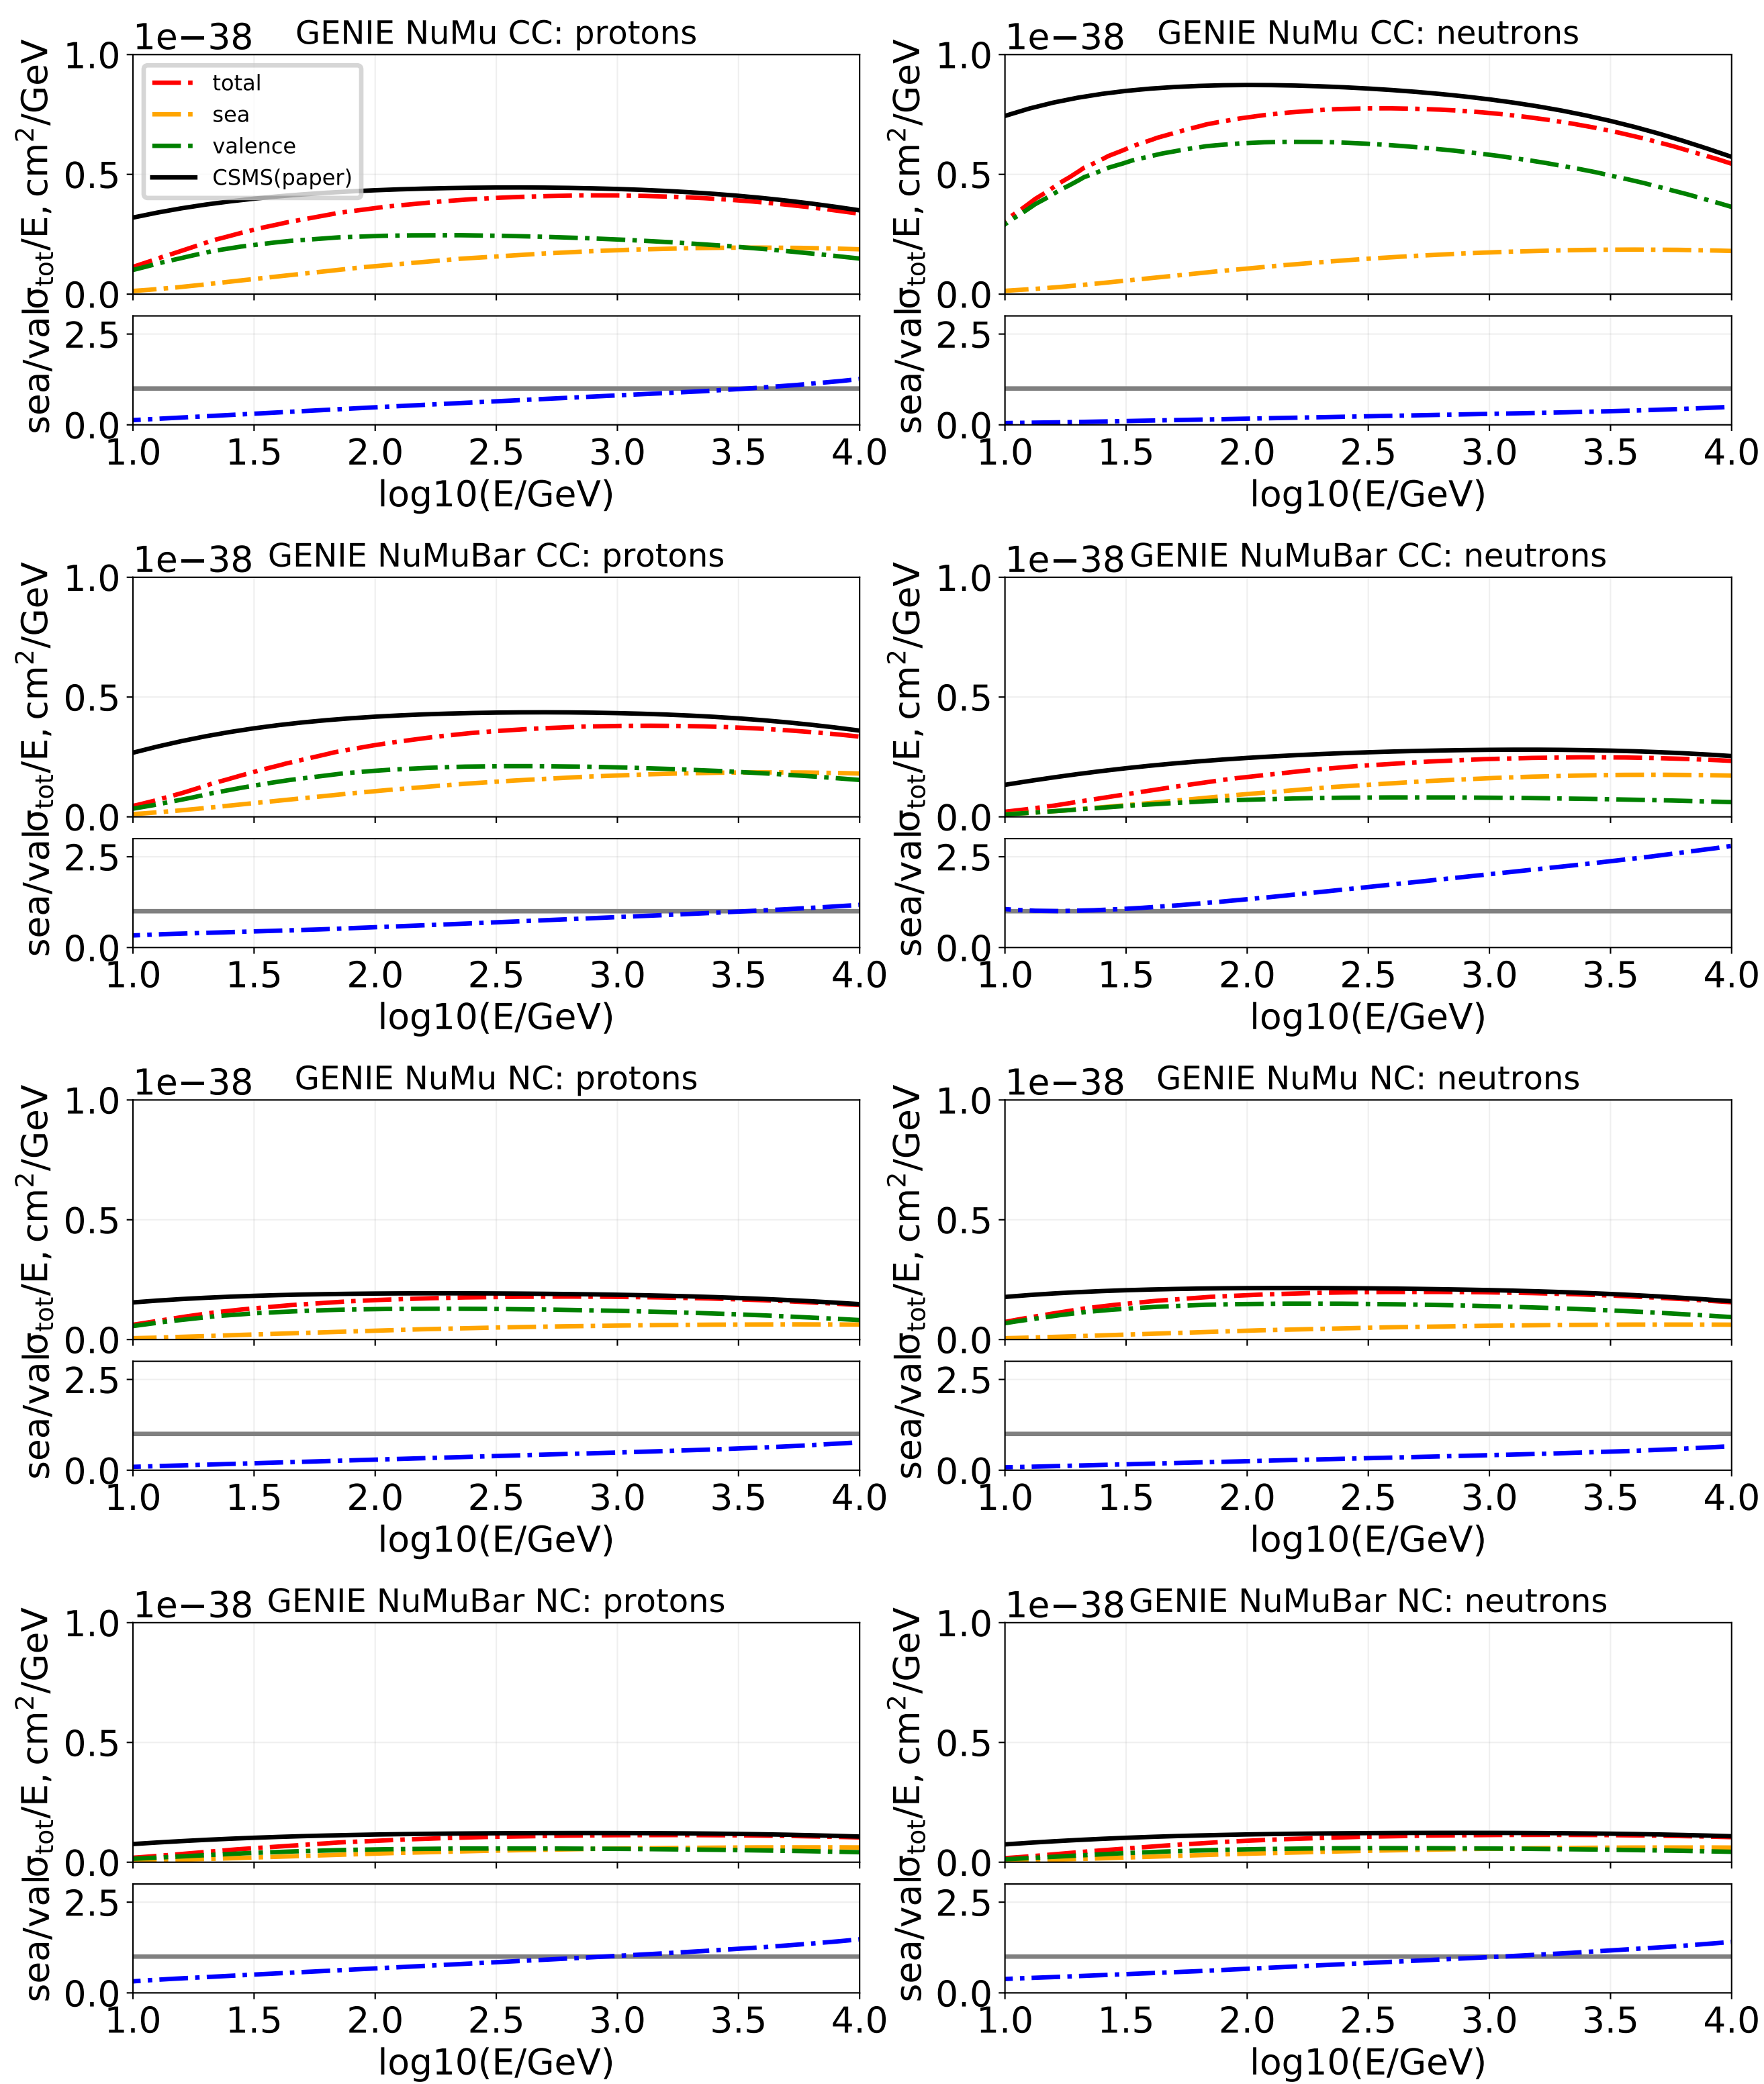 1e−38 GENIE NuMu CC: protons
1.0
0.5
0.0
σtot/E, cm²/GeV
total
sea
valence
CSMS(paper)
2.5
0.0
sea/val
1.0 1.5 2.0 2.5 3.0 3.5 4.0
log10(E/GeV)
1e−38 GENIE NuMu CC: neutrons
1.0
0.5
0.0
σtot/E, cm²/GeV
2.5
0.0
sea/val
1.0 1.5 2.0 2.5 3.0 3.5 4.0
log10(E/GeV)
1e−38 GENIE NuMuBar CC: protons
1.0
0.5
0.0
σtot/E, cm²/GeV
2.5
0.0
sea/val
1.0 1.5 2.0 2.5 3.0 3.5 4.0
log10(E/GeV)
1e−38 GENIE NuMuBar CC: neutrons
1.0
0.5
0.0
σtot/E, cm²/GeV
2.5
0.0
sea/val
1.0 1.5 2.0 2.5 3.0 3.5 4.0
log10(E/GeV)
1e−38 GENIE NuMu NC: protons
1.0
0.5
0.0
σtot/E, cm²/GeV
2.5
0.0
sea/val
1.0 1.5 2.0 2.5 3.0 3.5 4.0
log10(E/GeV)
1e−38 GENIE NuMu NC: neutrons
1.0
0.5
0.0
σtot/E, cm²/GeV
2.5
0.0
sea/val
1.0 1.5 2.0 2.5 3.0 3.5 4.0
log10(E/GeV)
1e−38 GENIE NuMuBar NC: protons
1.0
0.5
0.0
σtot/E, cm²/GeV
2.5
0.0
sea/val
1.0 1.5 2.0 2.5 3.0 3.5 4.0
log10(E/GeV)
1e−38 GENIE NuMuBar NC: neutrons
1.0
0.5
0.0
σtot/E, cm²/GeV
2.5
0.0
sea/val
1.0 1.5 2.0 2.5 3.0 3.5 4.0
log10(E/GeV)